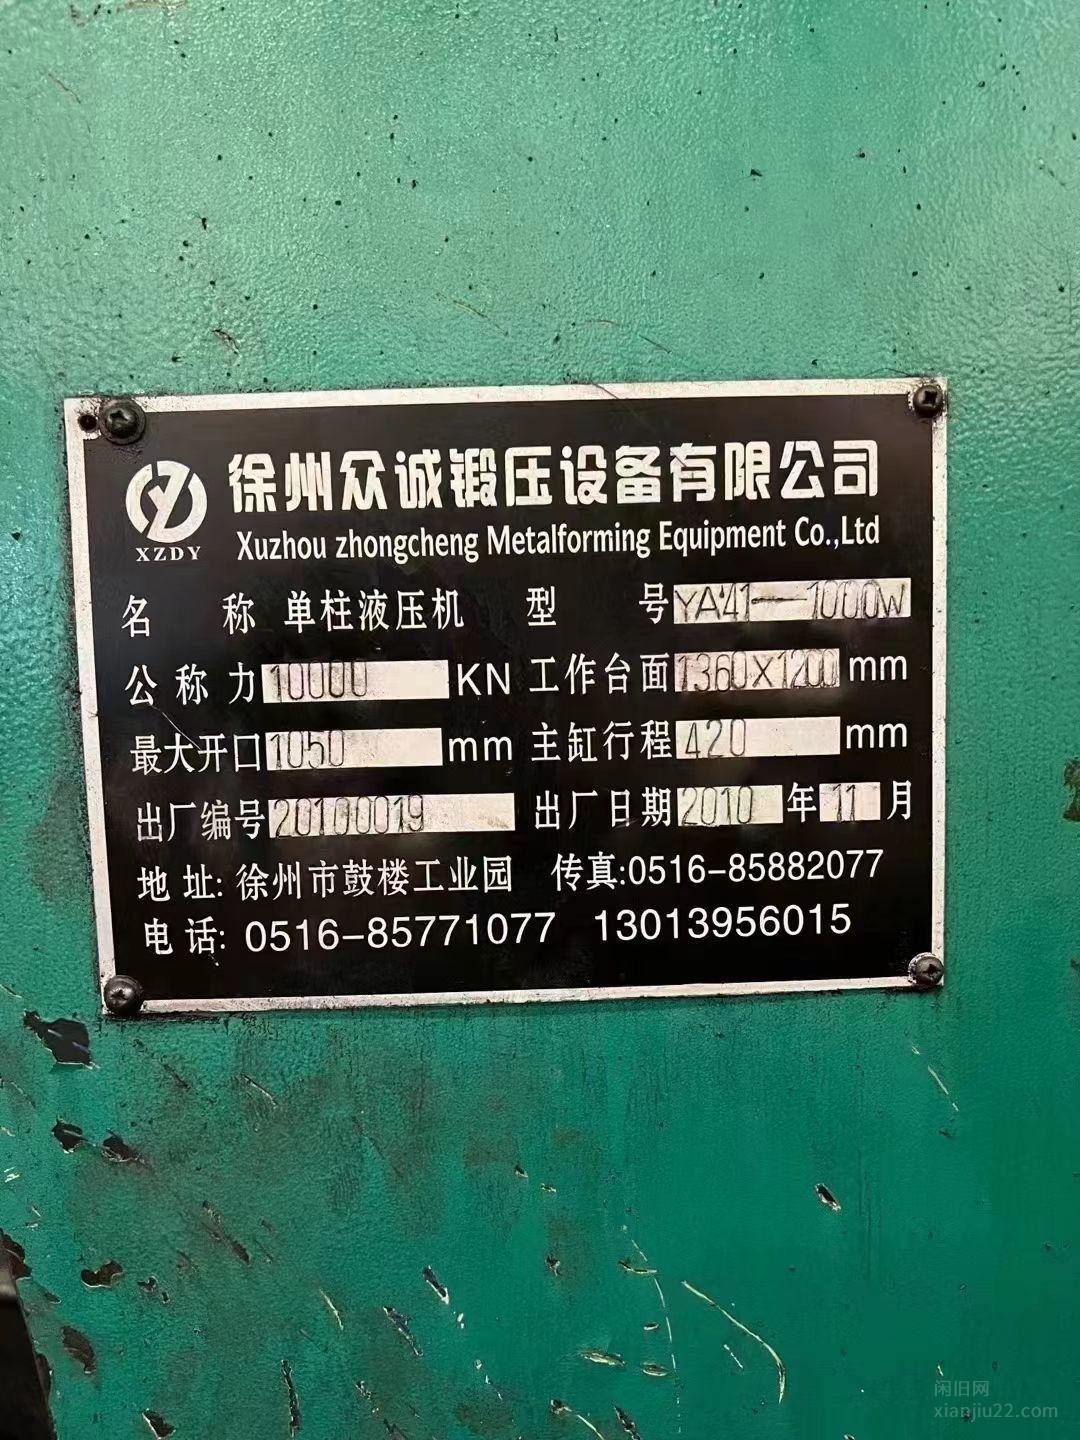 徐州众诚锻压设备有限公司
XZDY
Xuzhou zhongcheng Metalforming Equipment Co.,Ltd
名 称 单柱液压机 型 号 YA41-1000W
公称力 10000 KN 工作台面 1360X1200 mm
最大开口 1050 mm 主缸行程 420 mm
出厂编号 20100019 出厂日期 2010 年 11 月
地 址: 徐州市鼓楼工业园 传真:0516-85882077
电 话: 0516-85771077 13013956015
闲旧网
xianjiu22.com